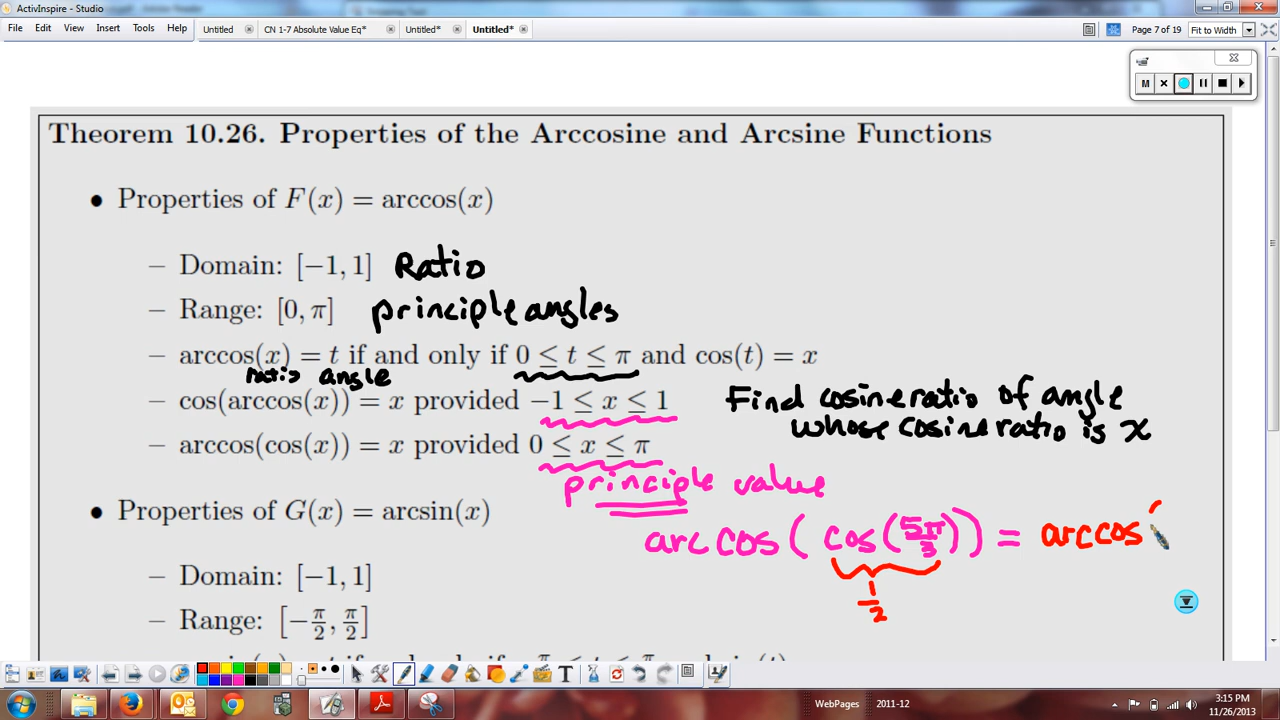 ActivInspire - Studio
File Edit View Insert Tools Help Untitled CN 1-7 Absolute Value Eq* Untitled* Untitled* Page 7 of 19 Fit to Width
M
Theorem 10.26. Properties of the Arccosine and Arcsine Functions
• Properties of F(x) = arccos(x)
– Domain: [−1, 1] Ratio
– Range: [0, π] principle angles
– arccos(x) = t if and only if 0 ≤ t ≤ π and cos(t) = x
ratio angle
– cos(arccos(x)) = x provided −1 ≤ x ≤ 1
Find cosine ratio of angle
whose cosine ratio is x
– arccos(cos(x)) = x provided 0 ≤ x ≤ π
principle value
• Properties of G(x) = arcsin(x)
arccos(cos(5π/3)) = arccos
1/2
– Domain: [−1, 1]
– Range: [−π/2, π/2]
WebPages 2011-12 3:15 PM
11/26/2013